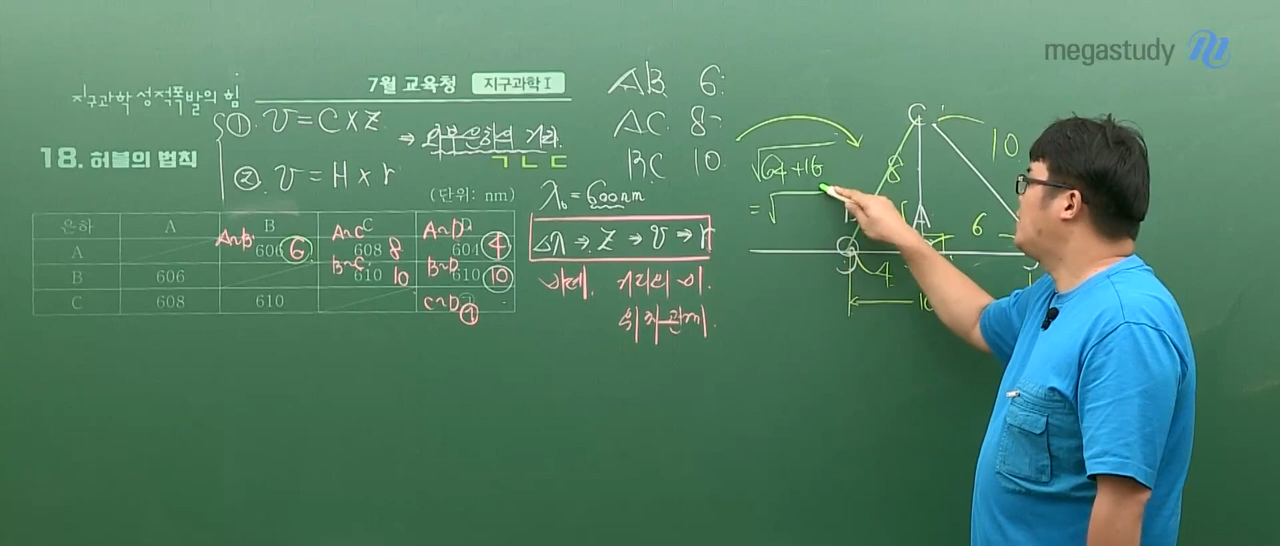 megastudy
지구과학 성적폭발의 힘
7월 교육청 지구과학 I
18. 허블의 법칙
① v = C × Z
② v = H × r
⇒ 외부은하의 거리
ㄱ ㄴ ㄷ
AB 6
AC 8
BC 10
(단위: nm)
λ₀ = 600nm
은하 A B C D
A A~B 606 ⑥ A~C 608 8 A~D 604 ④
B 606 B~C 610 10 B~D 610 ⑩
C 608 610 C~D
Δλ → Z → v → r
비례. 거리의 비.
위치관계.
√64+16
= √
C
10
8
A
6
4